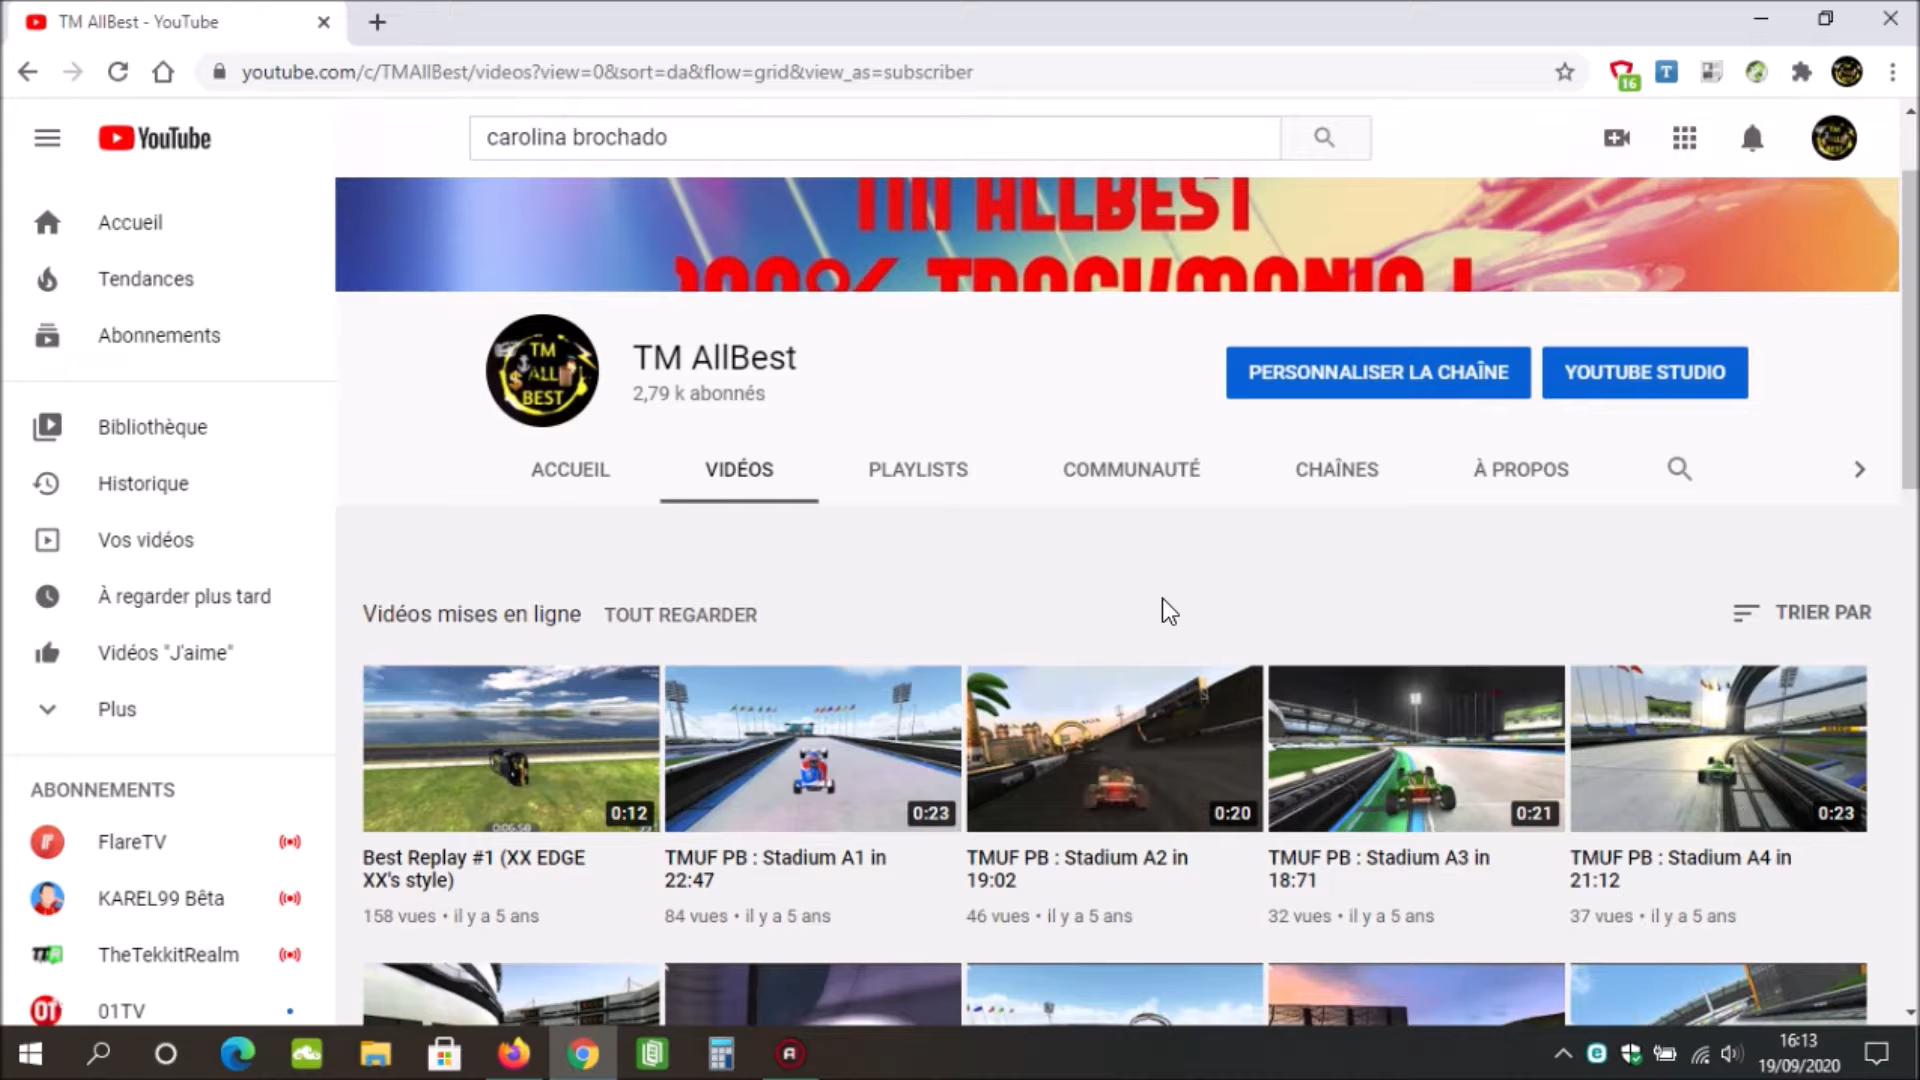 TM AllBest - YouTube
youtube.com/c/TMAllBest/videos?view=0&sort=da&flow=grid&view_as=subscriber
16
T
YouTube
carolina brochado
Accueil
Tendances
Abonnements
Bibliothèque
Historique
Vos vidéos
À regarder plus tard
Vidéos "J'aime"
Plus
ABONNEMENTS
FlareTV
KAREL99 Bêta
TheTekkitRealm
01TV
TM ALLBEST
100% TRACKMANIA !
TM
ALL
BEST
TM AllBest
2,79 k abonnés
PERSONNALISER LA CHAÎNE
YOUTUBE STUDIO
ACCUEIL
VIDÉOS
PLAYLISTS
COMMUNAUTÉ
CHAÎNES
À PROPOS
Vidéos mises en ligne
TOUT REGARDER
TRIER PAR
0:12
Best Replay #1 (XX EDGE
XX's style)
158 vues • il y a 5 ans
0:23
TMUF PB : Stadium A1 in
22:47
84 vues • il y a 5 ans
0:20
TMUF PB : Stadium A2 in
19:02
46 vues • il y a 5 ans
0:21
TMUF PB : Stadium A3 in
18:71
32 vues • il y a 5 ans
0:23
TMUF PB : Stadium A4 in
21:12
37 vues • il y a 5 ans
16:13
19/09/2020